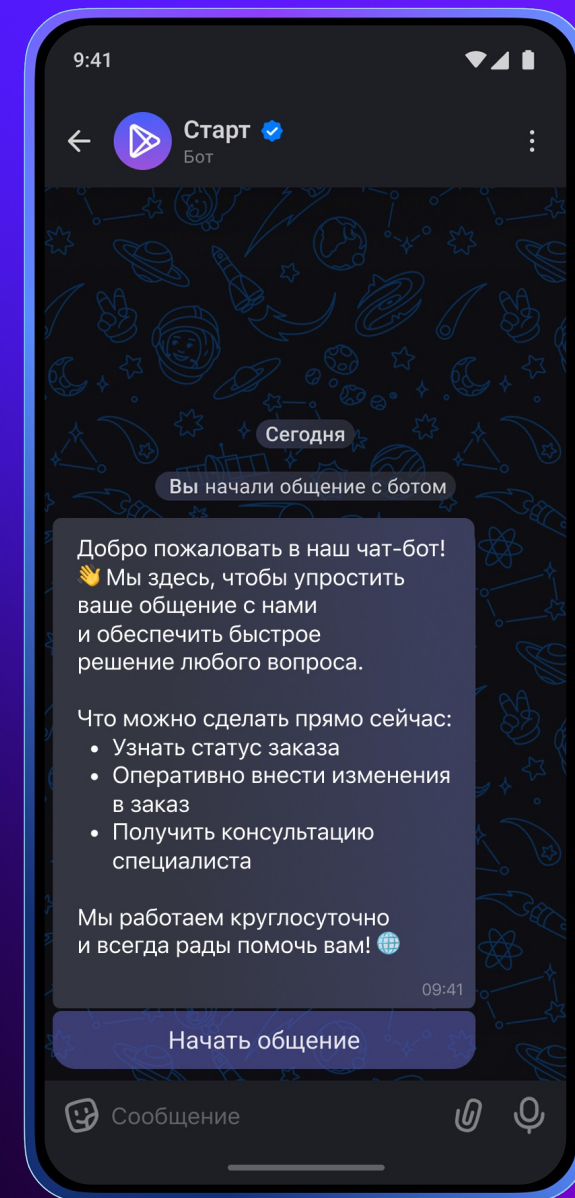 9:41
Старт
Бот
Сегодня
Вы начали общение с ботом
Добро пожаловать в наш чат-бот!
👋 Мы здесь, чтобы упростить
ваше общение с нами
и обеспечить быстрое
решение любого вопроса.
Что можно сделать прямо сейчас:
• Узнать статус заказа
• Оперативно внести изменения
в заказ
• Получить консультацию
специалиста
Мы работаем круглосуточно
и всегда рады помочь вам! 🌐
09:41
Начать общение
Сообщение